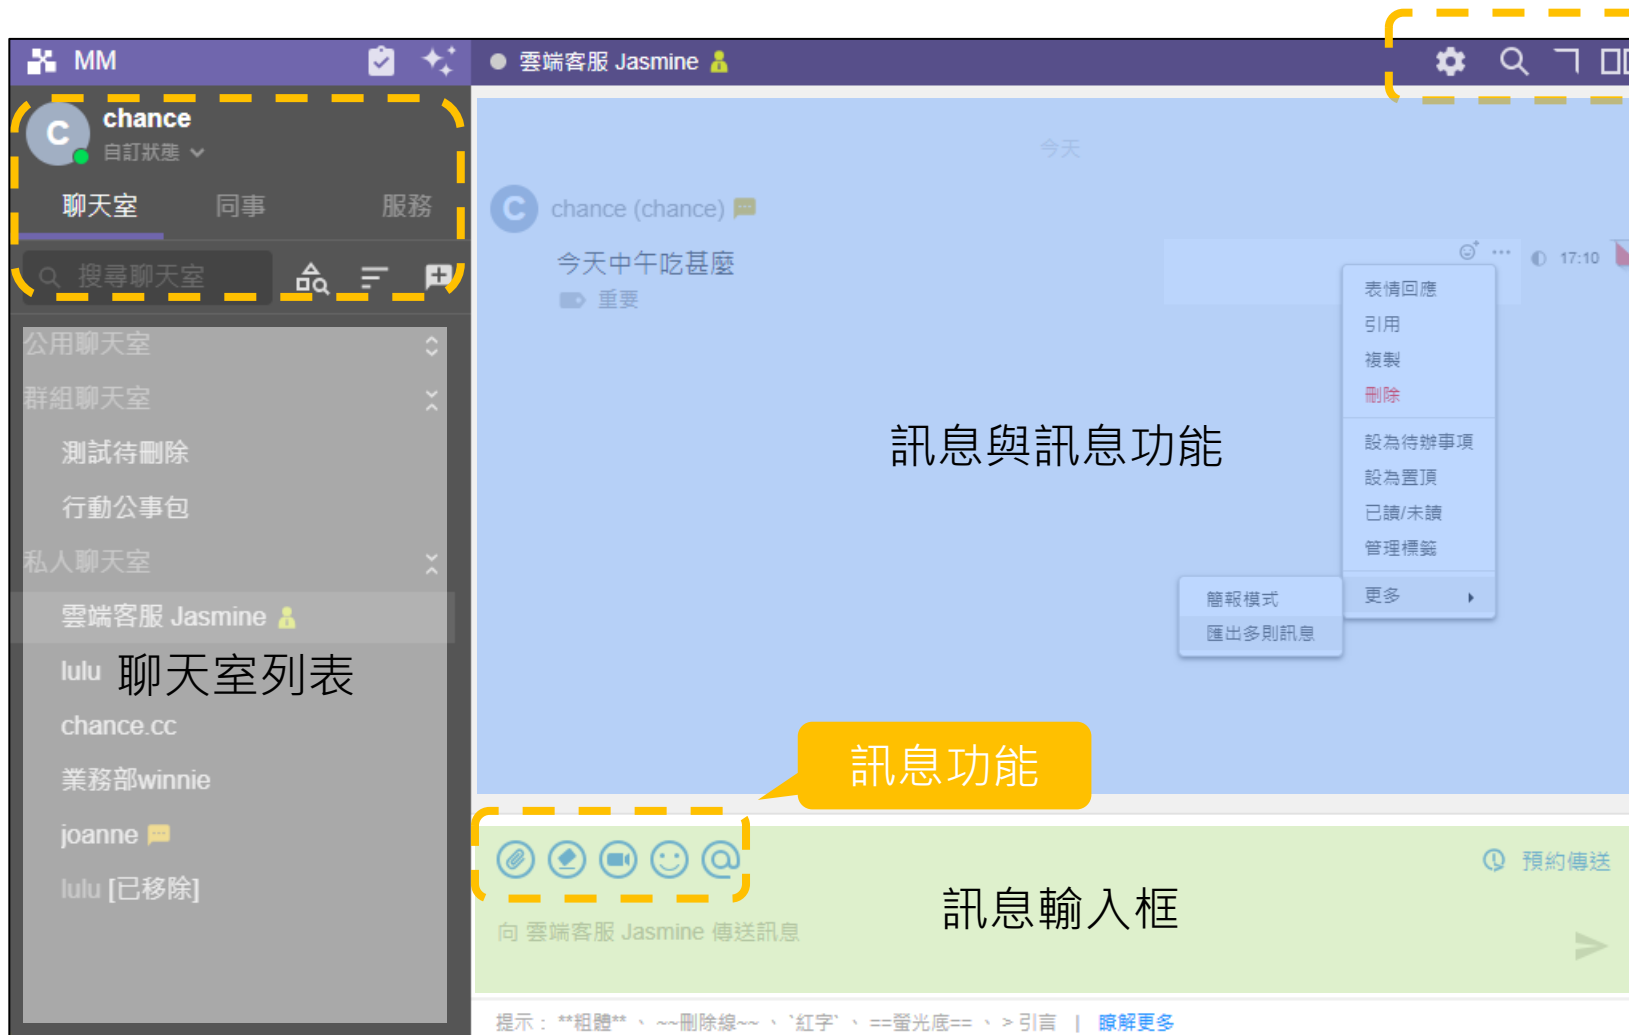 MM
雲端客服 Jasmine
C
chance
自訂狀態
聊天室 同事 服務
搜尋聊天室
公用聊天室
群組聊天室
測試待刪除
行動公事包
私人聊天室
雲端客服 Jasmine
lulu
聊天室列表
chance.cc
業務部winnie
joanne
lulu [已移除]
今天
C
chance (chance)
今天中午吃甚麼
重要
17:10
表情回應
引用
複製
刪除
設為待辦事項
設為置頂
已讀/未讀
管理標籤
更多
簡報模式
匯出多則訊息
訊息與訊息功能
訊息功能
預約傳送
訊息輸入框
向 雲端客服 Jasmine 傳送訊息
提示： **粗體** 、 ~~刪除線~~ 、 `紅字` 、 ==螢光底== 、 > 引言 | 瞭解更多